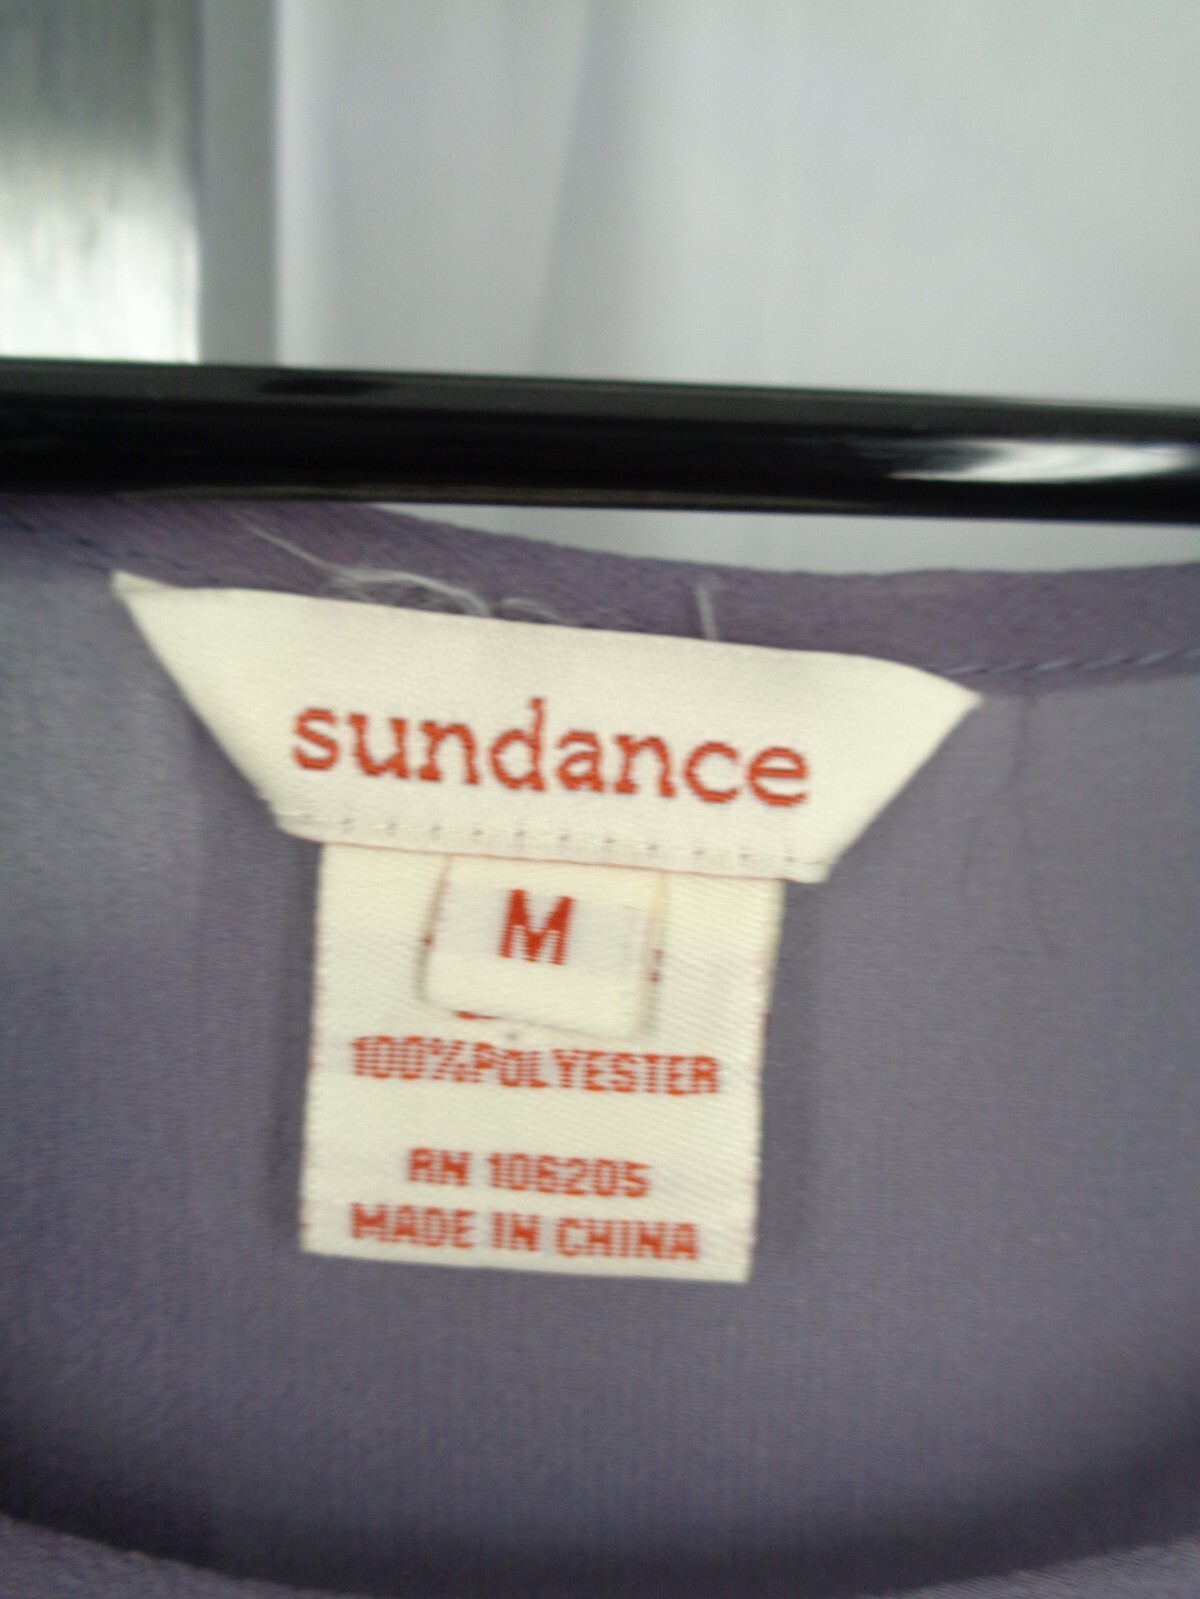 sundance
M
100%POLYESTER
RN 106205
MADE IN CHINA